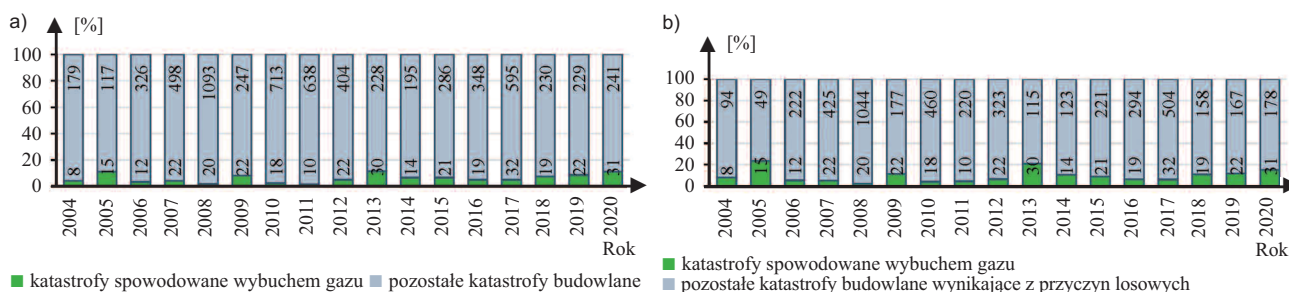 a)
[%]
100
80
60
40
20
0
179 117 326 498 1093 247 713 638 404 228 195 286 348 595 230 229 241
8 15 12 22 20 22 18 10 22 30 14 21 19 32 19 22 31
2004 2005 2006 2007 2008 2009 2010 2011 2012 2013 2014 2015 2016 2017 2018 2019 2020
Rok
katastrofy spowodowane wybuchem gazu pozostałe katastrofy budowlane
b)
[%]
100
80
60
40
20
0
94 49 222 425 1044 177 460 220 323 115 123 221 294 504 158 167 178
8 15 12 22 20 22 18 10 22 30 14 21 19 32 19 22 31
2004 2005 2006 2007 2008 2009 2010 2011 2012 2013 2014 2015 2016 2017 2018 2019 2020
Rok
katastrofy spowodowane wybuchem gazu
pozostałe katastrofy budowlane wynikające z przyczyn losowych